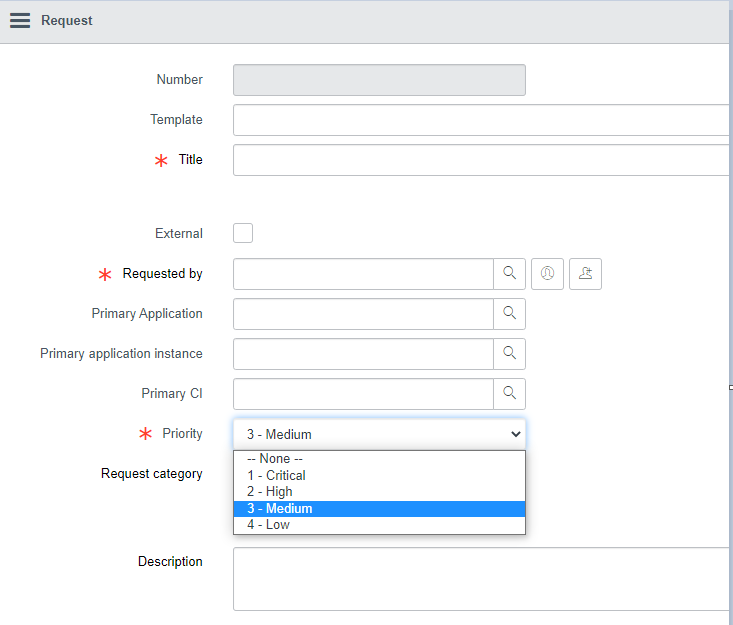 Request
Number
Template
* Title
External
* Requested by
Primary Application
Primary application instance
Primary CI
* Priority 3 - Medium
-- None --
1 - Critical
2 - High
3 - Medium
4 - Low
Request category
Description